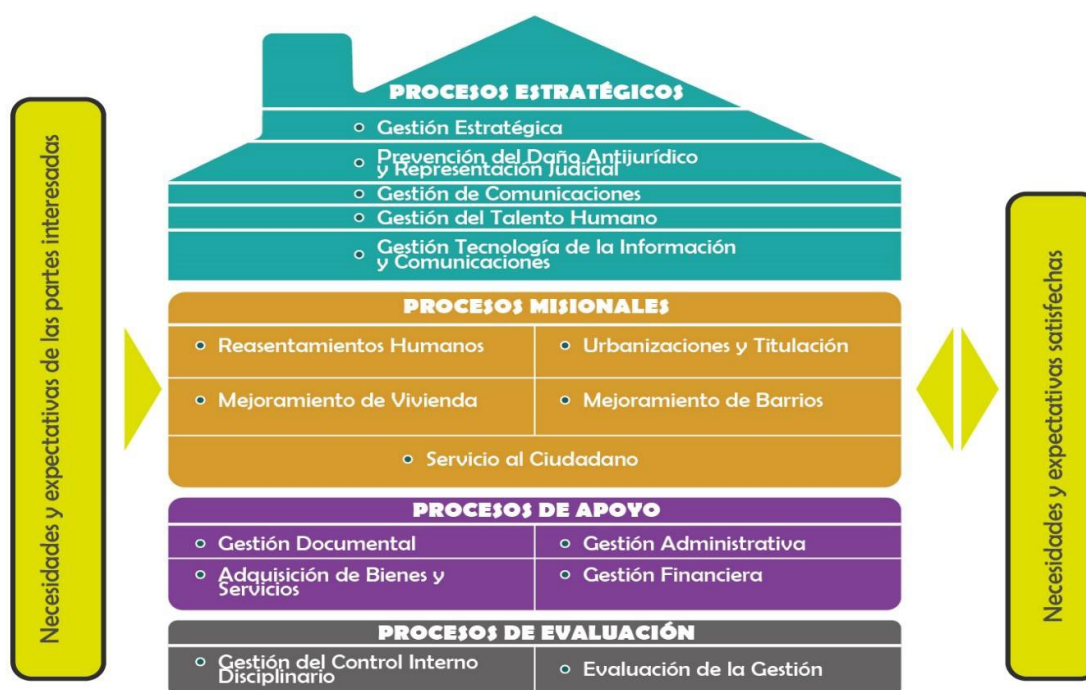 Necesidades y expectativas de las partes interesadas
PROCESOS ESTRATÉGICOS
Gestión Estratégica
Prevención del Daño Antijurídico
y Representación Judicial
Gestión de Comunicaciones
Gestión del Talento Humano
Gestión Tecnología de la Información
y Comunicaciones
PROCESOS MISIONALES
Reasentamientos Humanos
Urbanizaciones y Titulación
Mejoramiento de Vivienda
Mejoramiento de Barrios
Servicio al Ciudadano
PROCESOS DE APOYO
Gestión Documental
Gestión Administrativa
Adquisición de Bienes y
Servicios
Gestión Financiera
PROCESOS DE EVALUACIÓN
Gestión del Control Interno
Disciplinario
Evaluación de la Gestión
Necesidades y expectativas satisfechas